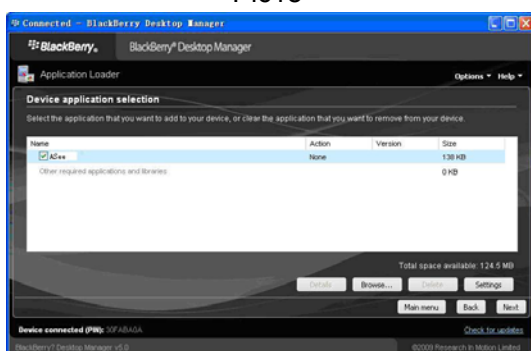 Connected - BlackBerry Desktop Manager
BlackBerry® BlackBerry® Desktop Manager
Application Loader Options Help
Device application selection
Select the application that you want to add to your device, or clear the application that you want to remove from your device.
Name Action Version Size
None 138 KB
Other required applications and libraries 0 KB
Total space available: 124.5 MB
Details Browse... Delete Settings
Main menu Back Next
Device connected (PIN): Check for updates
BlackBerry? Desktop Manager v5.0 ©2009 Research In Motion Limited